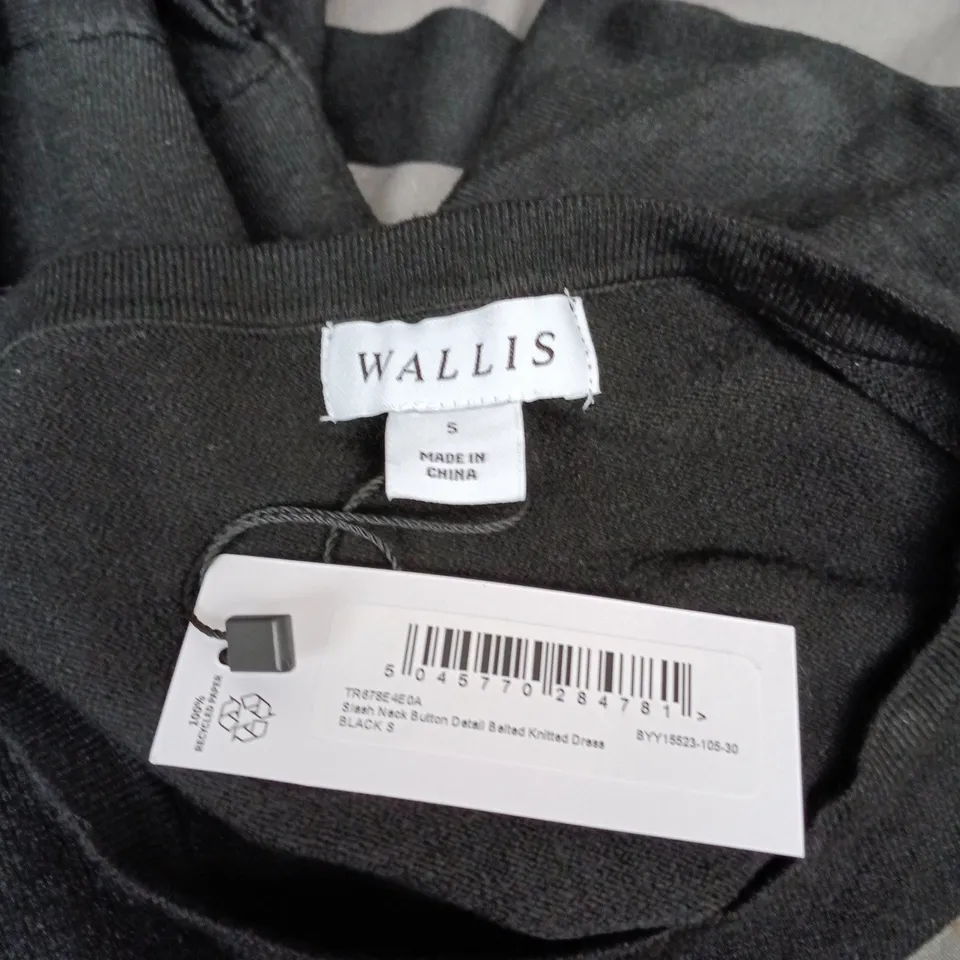 WALLIS
S
MADE IN
CHINA
5 045770 284781 >
TR678E4E0A
Slash Neck Button Detail Belted Knitted Dress
BLACK S
BYY15523-105-30
100%
RECYCLED PAPER